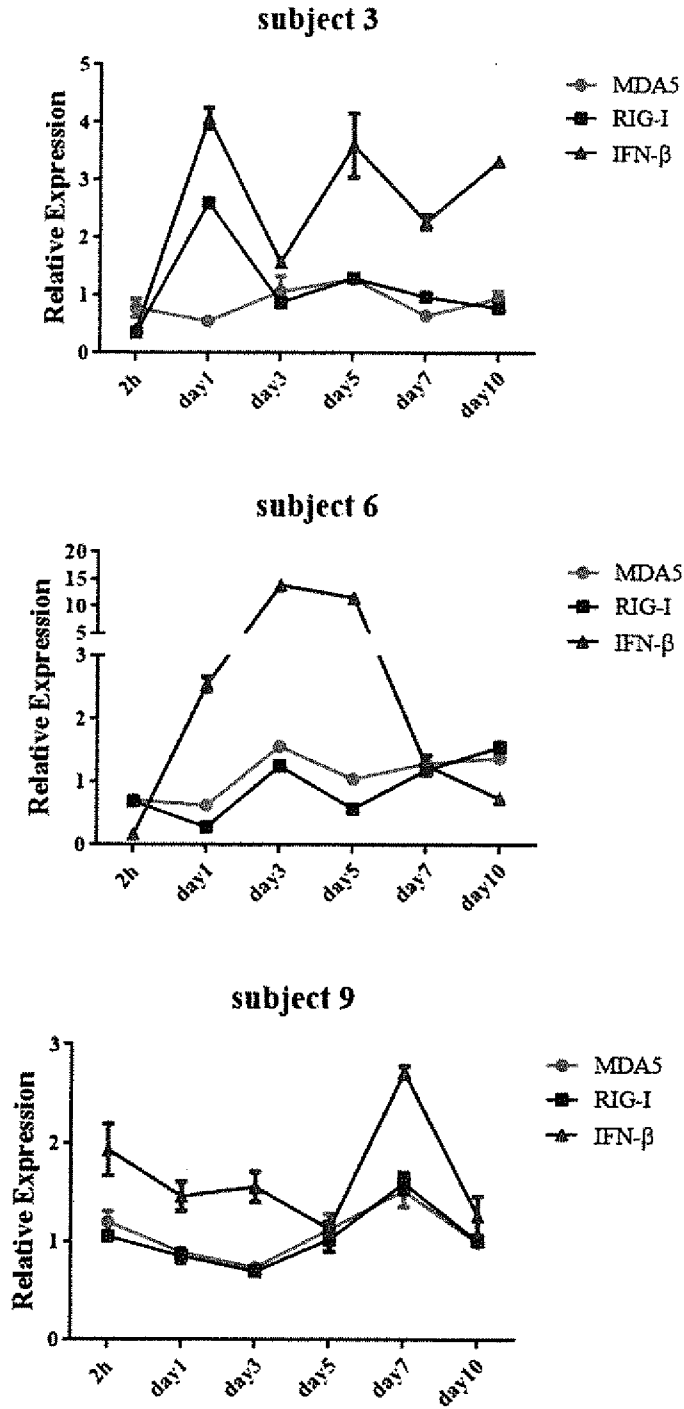 subject 3
Relative Expression
5
4
3
2
1
0
2h
day1
day3
day5
day7
day10
MDA5
RIG-I
IFN-β
subject 6
Relative Expression
20
15
10
5
3
2
1
0
2h
day1
day3
day5
day7
day10
MDA5
RIG-I
IFN-β
subject 9
Relative Expression
3
2
1
0
2h
day1
day3
day5
day7
day10
MDA5
RIG-I
IFN-β